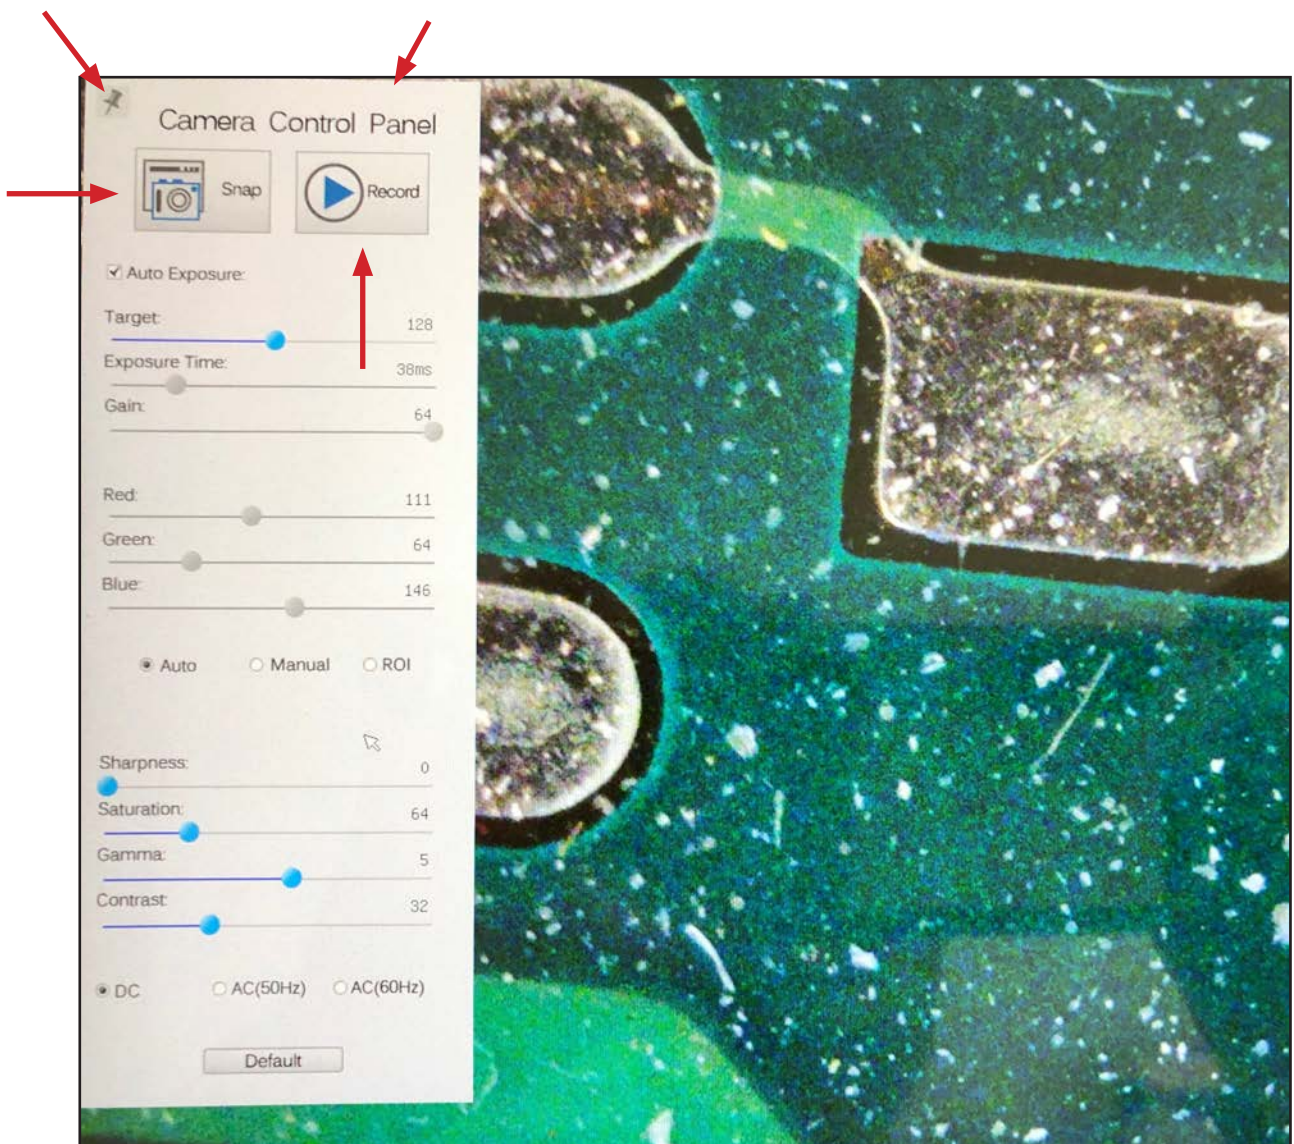 Camera Control Panel
Snap
Record
Auto Exposure:
Target:
128
Exposure Time:
38ms
Gain:
64
Red:
111
Green:
64
Blue:
146
Auto Manual ROI
Sharpness:
0
Saturation:
64
Gamma:
5
Contrast:
32
DC AC(50Hz) AC(60Hz)
Default